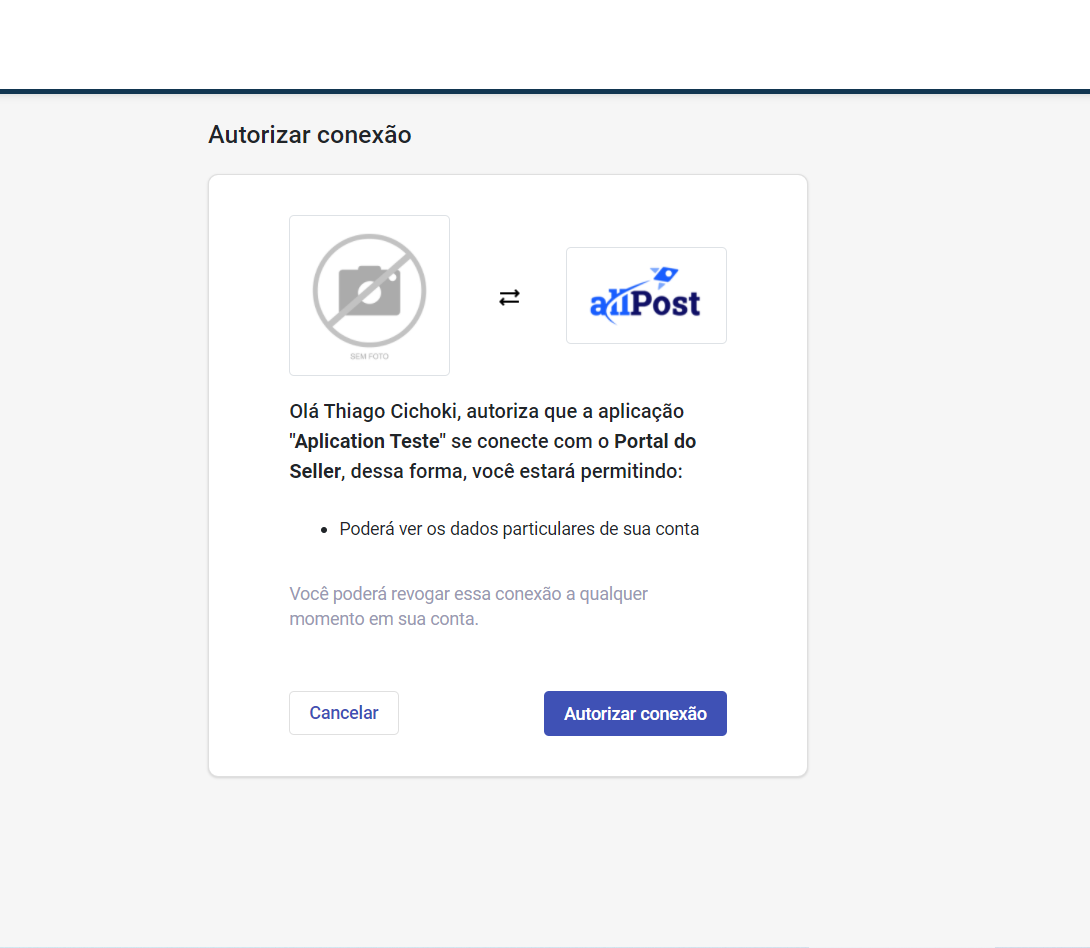 Autorizar conexão
SEM FOTO
allPost
Olá Thiago Cichoki, autoriza que a aplicação
"Aplication Teste" se conecte com o Portal do
Seller, dessa forma, você estará permitindo:
• Poderá ver os dados particulares de sua conta
Você poderá revogar essa conexão a qualquer
momento em sua conta.
Cancelar
Autorizar conexão